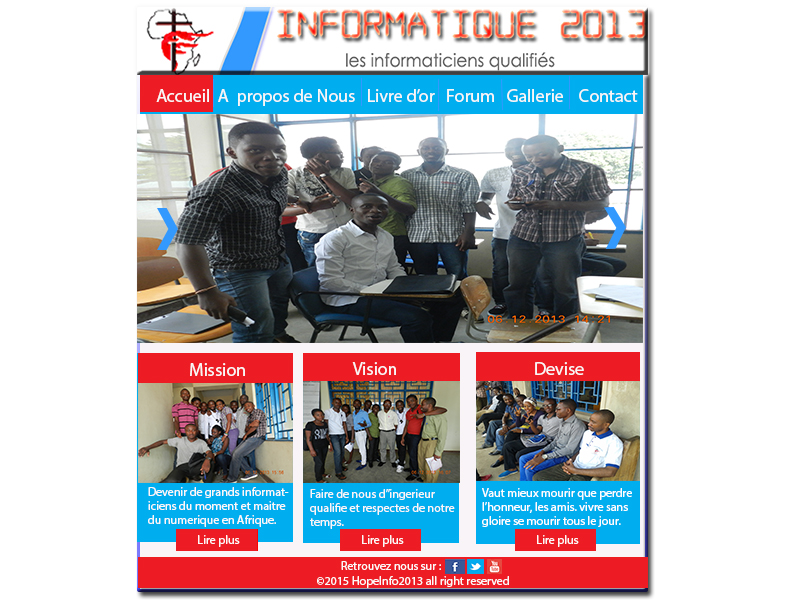 INFORMATIQUE 2013
les informaticiens qualifiés
Accueil A propos de Nous Livre d'or Forum Gallerie Contact
06 12 2013 14:21
Mission
Vision
Devise
Devenir de grands informat-
iciens du moment et maitre
du numerique en Afrique.
Lire plus
Faire de nous d''ingerieur
qualifie et respectes de notre
temps.
Lire plus
Vaut mieux mourir que perdre
l'honneur, les amis. vivre sans
gloire se mourir tous le jour.
Lire plus
Retrouvez nous sur :
©2015 HopeInfo2013 all right reserved